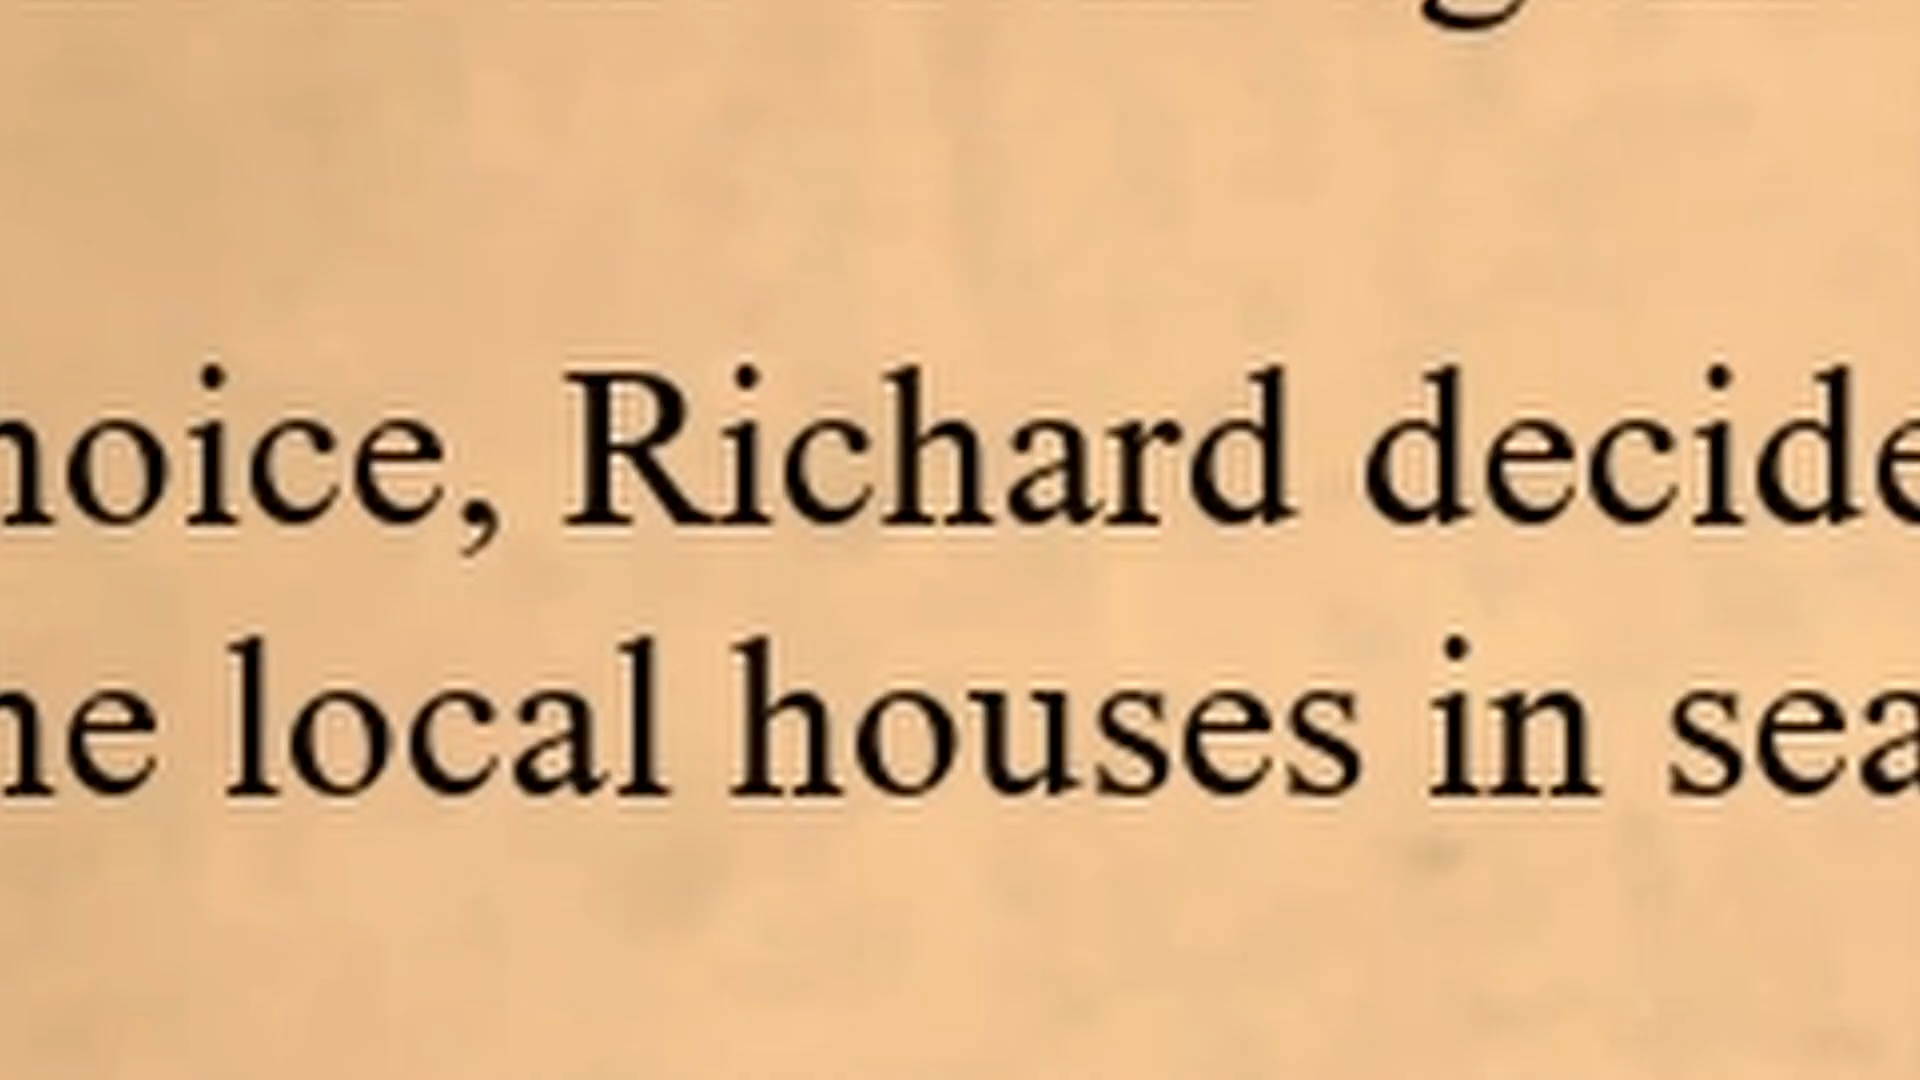 hoice, Richard decide
he local houses in sea